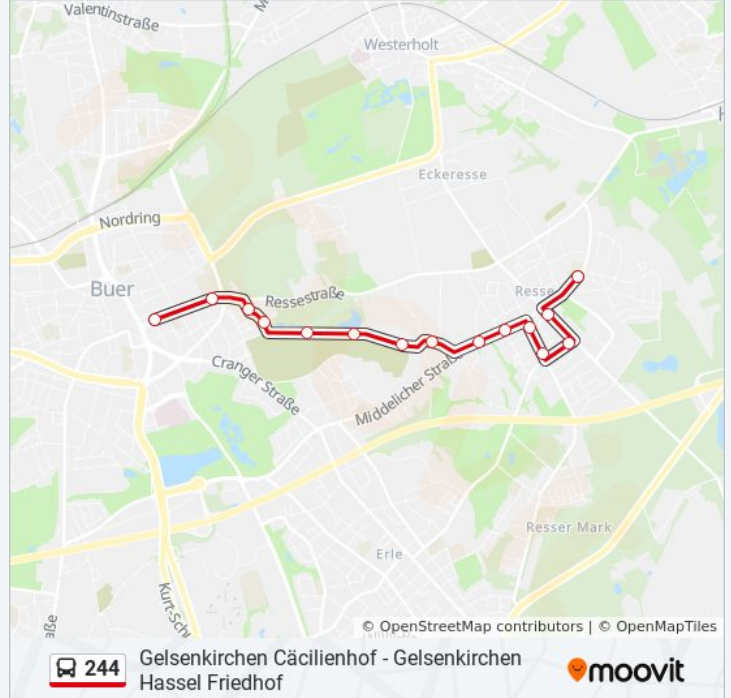 Valentinstraße
Westerholt
Eckeresse
Nordring
Buer
Ressestraße
Resse
Cranger Straße
Middelicher Straße
Resser Mark
Erle
© OpenStreetMap contributors | © OpenMapTiles
244
Gelsenkirchen Cäcilienhof - Gelsenkirchen
Hassel Friedhof
moovit